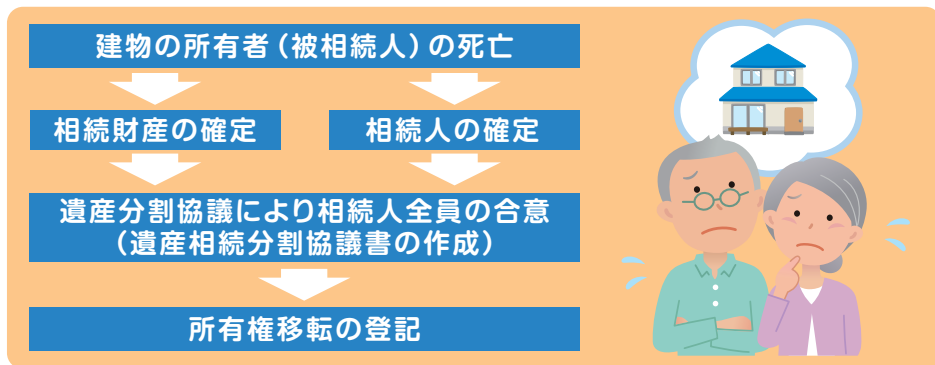 建物の所有者（被相続人）の死亡
相続財産の確定
相続人の確定
遺産分割協議により相続人全員の合意
（遺産相続分割協議書の作成）
所有権移転の登記